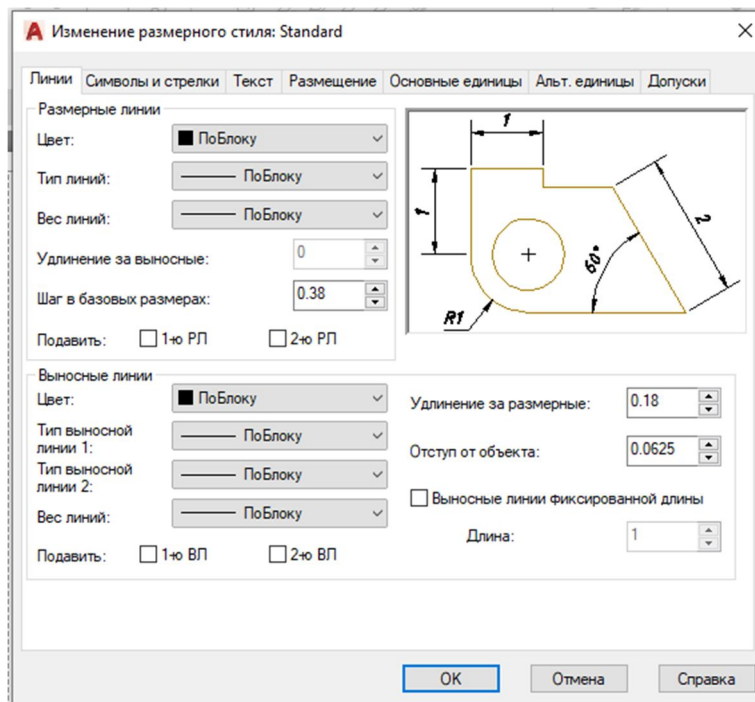 Изменение размерного стиля: Standard
Линии Символы и стрелки Текст Размещение Основные единицы Альт. единицы Допуски
Размерные линии
Цвет: ПоБлоку
Тип линий: ПоБлоку
Вес линий: ПоБлоку
Удлинение за выносные: 0
Шаг в базовых размерах: 0.38
Подавить: 1-ю РЛ 2-ю РЛ
1
1
2
60°
R1
Выносные линии
Цвет: ПоБлоку
Тип выносной
линии 1: ПоБлоку
Тип выносной
линии 2: ПоБлоку
Вес линий: ПоБлоку
Подавить: 1-ю ВЛ 2-ю ВЛ
Удлинение за размерные: 0.18
Отступ от объекта: 0.0625
Выносные линии фиксированной длины
Длина: 1
OK Отмена Справка